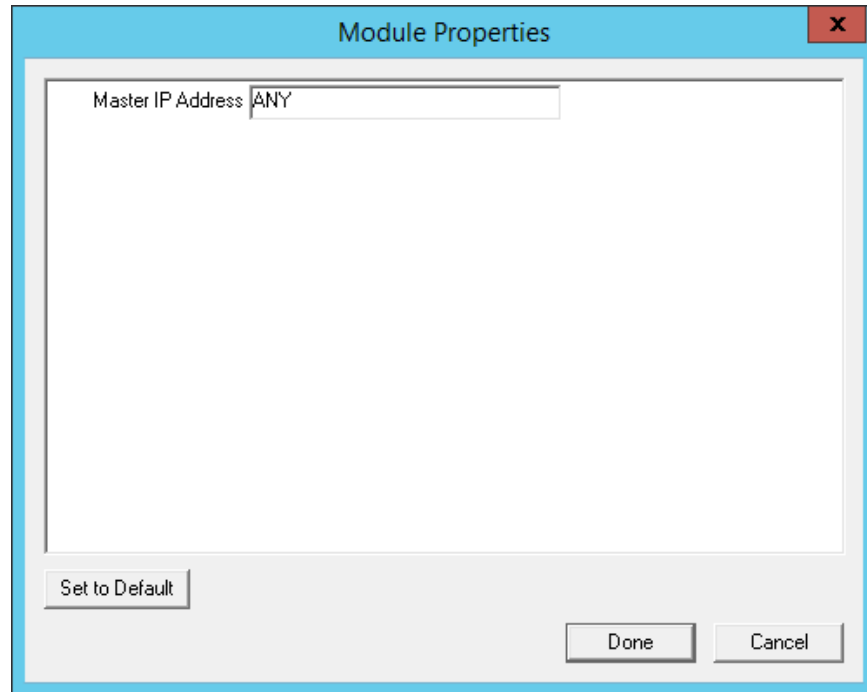 Module Properties
x
Master IP Address ANY
Set to Default
Done Cancel